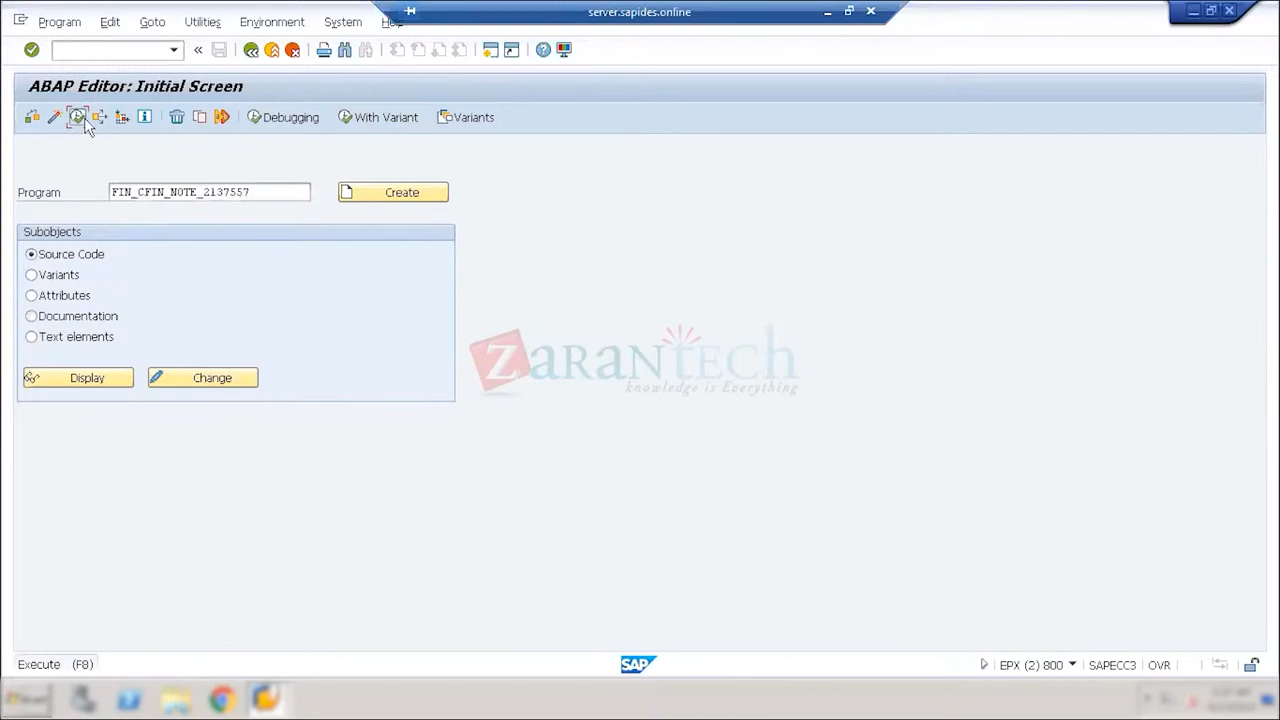 server.sapides.online
Program Edit Goto Utilities Environment System Help
ABAP Editor: Initial Screen
Debugging With Variant Variants
Program FIN_CFIN_NOTE_2137557 Create
Subobjects
Source Code
Variants
Attributes
Documentation
Text elements
Display Change
zarantech
knowledge is Everything
Execute (F8) SAP EPX (2) 800 SAPECC3 OVR